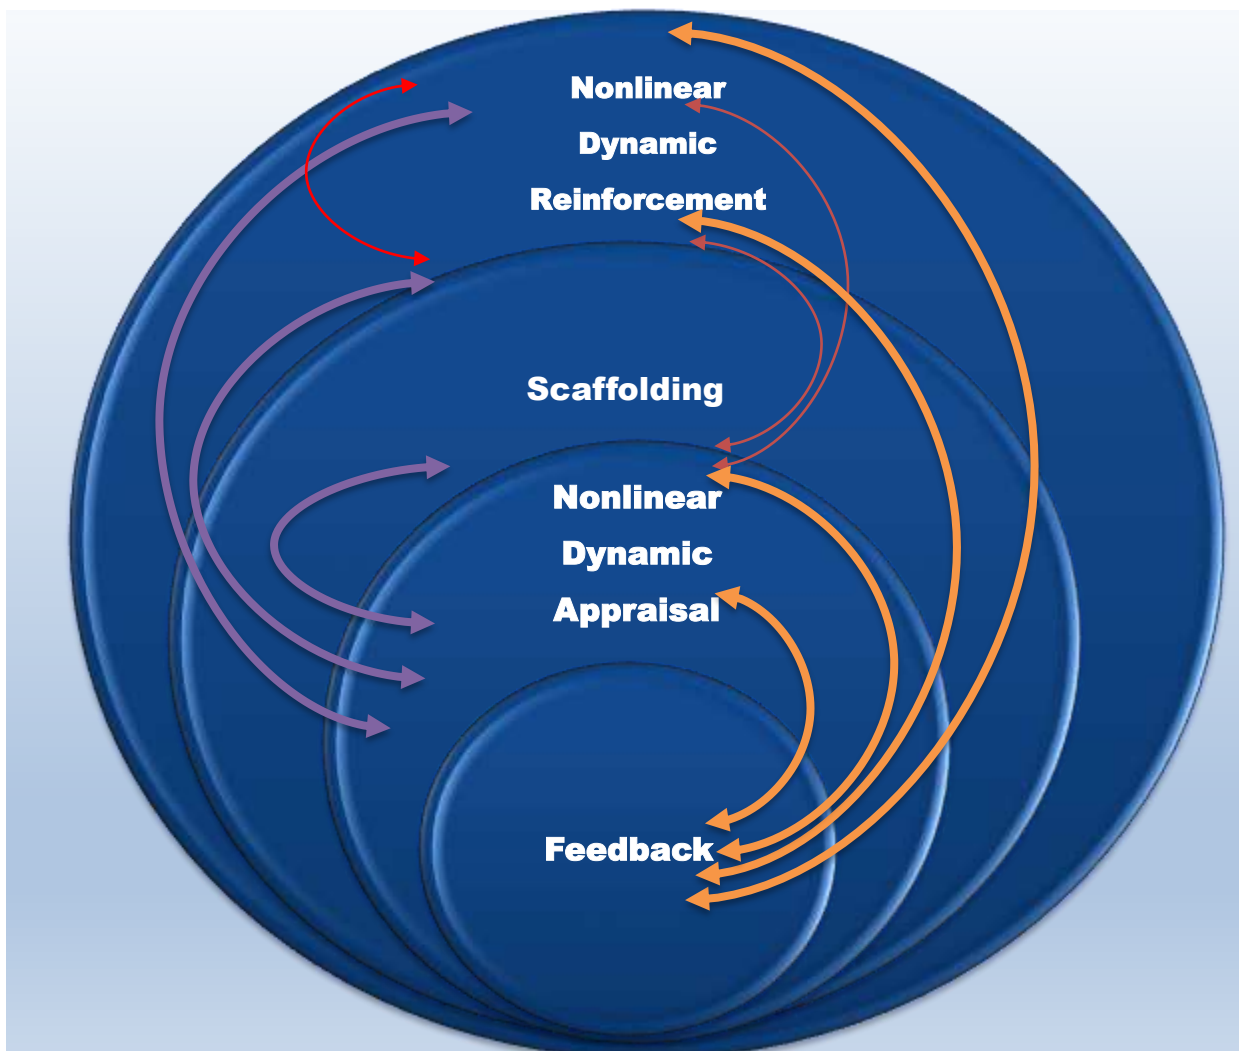 Nonlinear
Dynamic
Reinforcement
Scaffolding
Nonlinear
Dynamic
Appraisal
Feedback